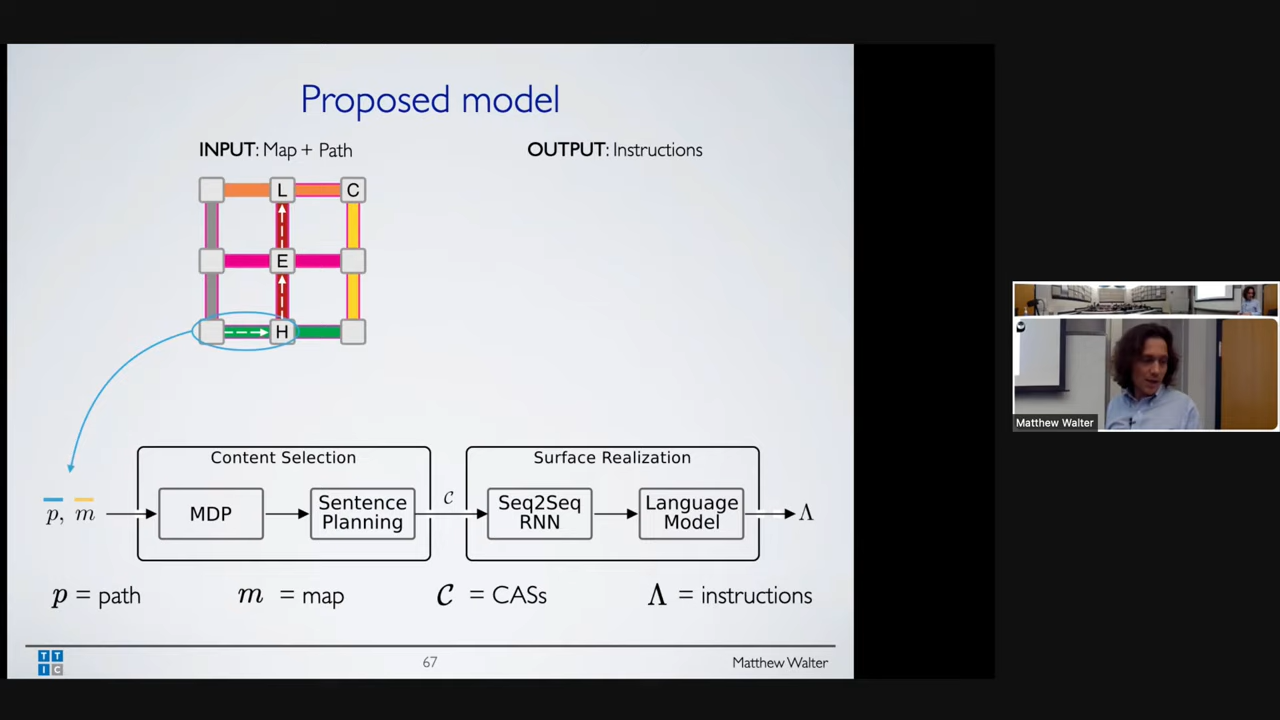 Proposed model
INPUT: Map + Path
OUTPUT: Instructions
L C
E
H
Content Selection
Surface Realization
p, m
MDP
Sentence Planning
𝒞
Seq2Seq RNN
Language Model
Λ
p = path
m = map
𝒞 = CASs
Λ = instructions
TTIC
67
Matthew Walter
Matthew Walter